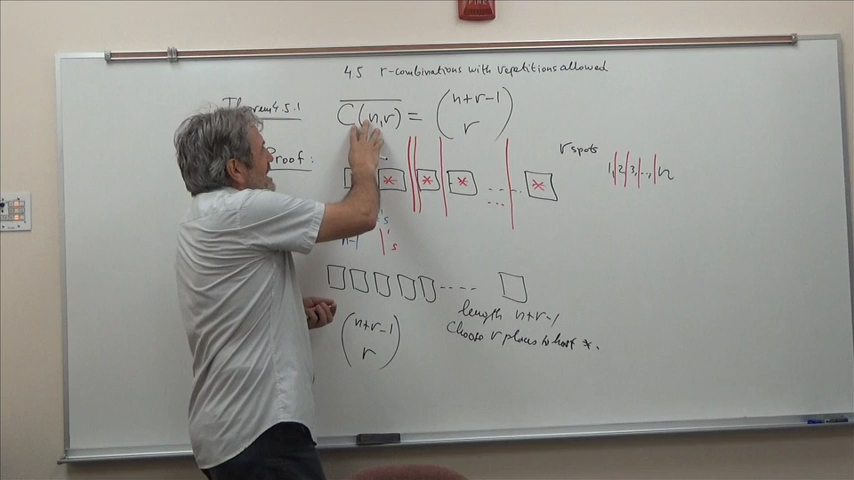 4.5 r-combinations with repetitions allowed
Theorem 4.5.1 C(n,r) = (n+r-1 r)
Proof:
r spots
1,|2,|3,|...,|n
* * * ... *
's
n-1 |'s
length n+r-1
Choose r places to host *.
(n+r-1 r)
FIRE